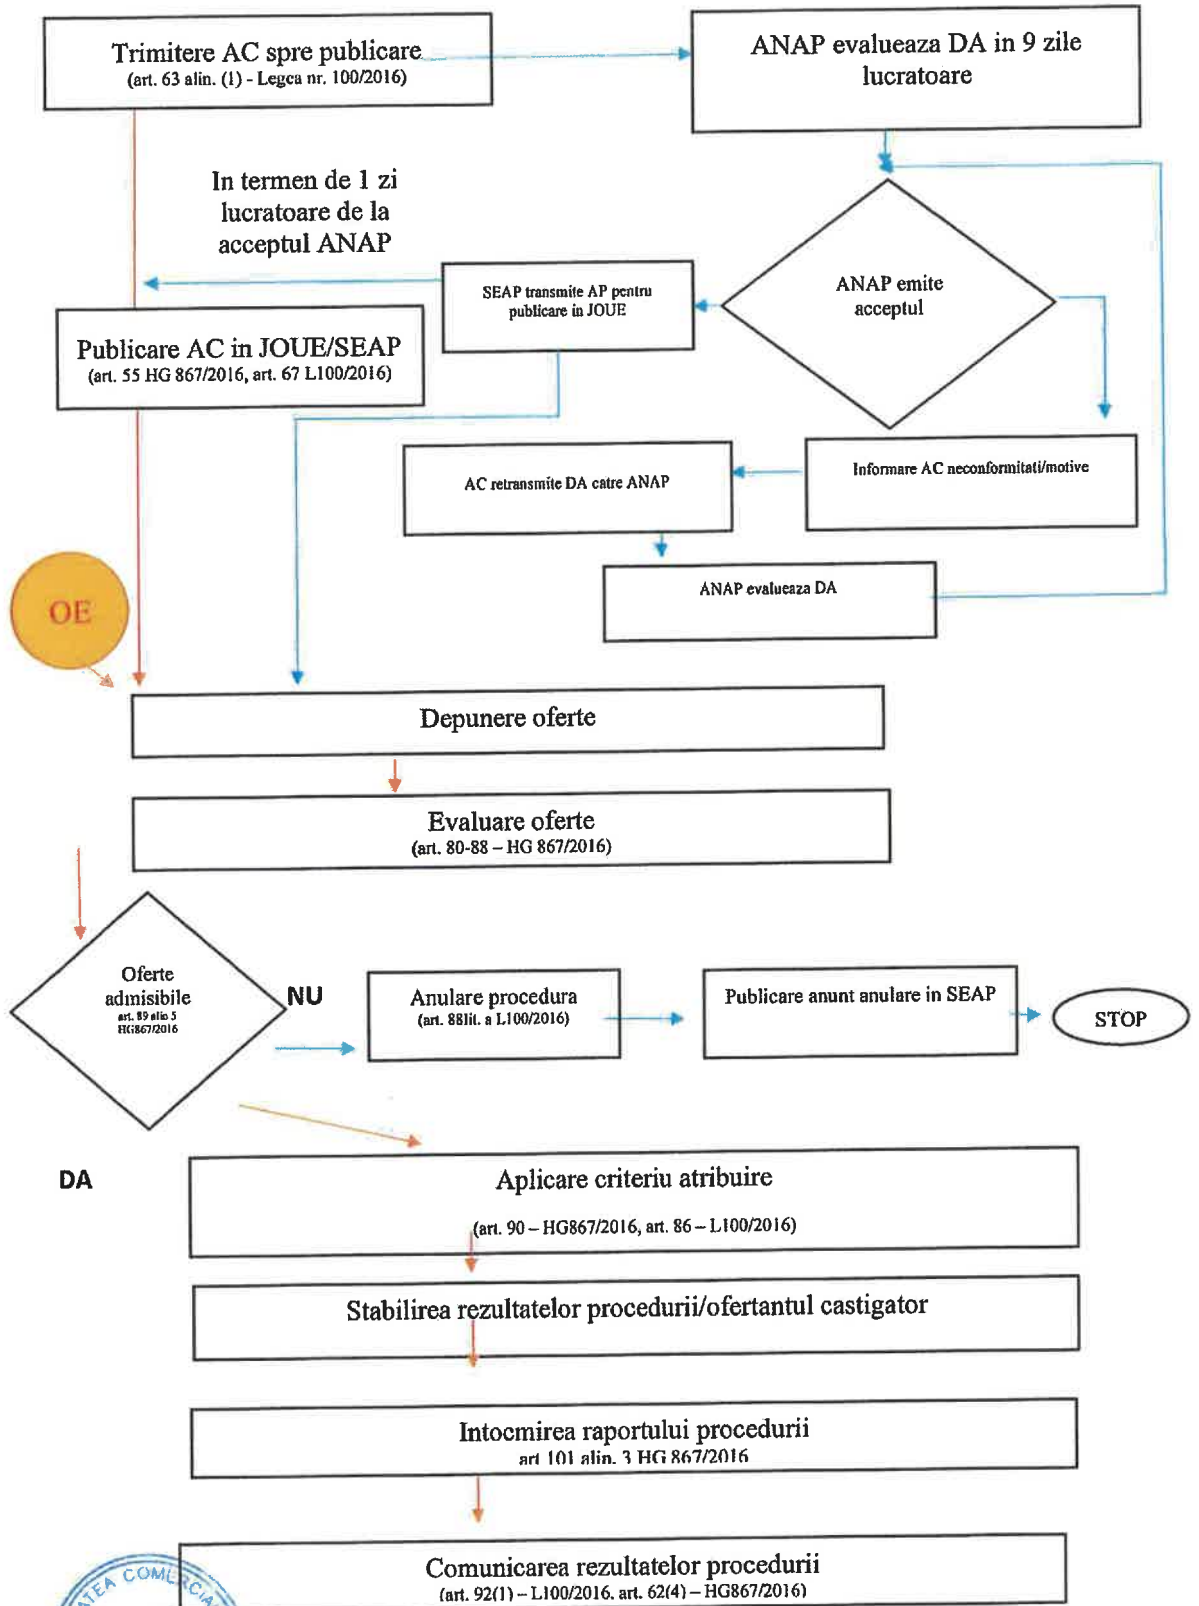 Trimitere AC spre publicare
(art. 63 alin. (1) - Legea nr. 100/2016)
ANAP evalueaza DA in 9 zile
lucratoare
In termen de 1 zi
lucratoare de la
acceptul ANAP
SEAP transmite AP pentru
publicare in JOUE
ANAP emite
acceptul
Publicare AC in JOUE/SEAP
(art. 55 HG 867/2016, art. 67 L100/2016)
AC retransmite DA catre ANAP
Informare AC neconformitati/motive
ANAP evalueaza DA
OE
Depunere oferte
Evaluare oferte
(art. 80-88 – HG 867/2016)
Oferte
admisibile
art. 89 alin 5
HG867/2016
NU
Anulare procedura
(art. 88lit. a L100/2016)
Publicare anunt anulare in SEAP
STOP
DA
Aplicare criteriu atribuire
(art. 90 – HG867/2016, art. 86 – L100/2016)
Stabilirea rezultatelor procedurii/ofertantul castigator
Intocmirea raportului procedurii
art 101 alin. 3 HG 867/2016
Comunicarea rezultatelor procedurii
(art. 92(1) – L100/2016. art. 62(4) – HG867/2016)